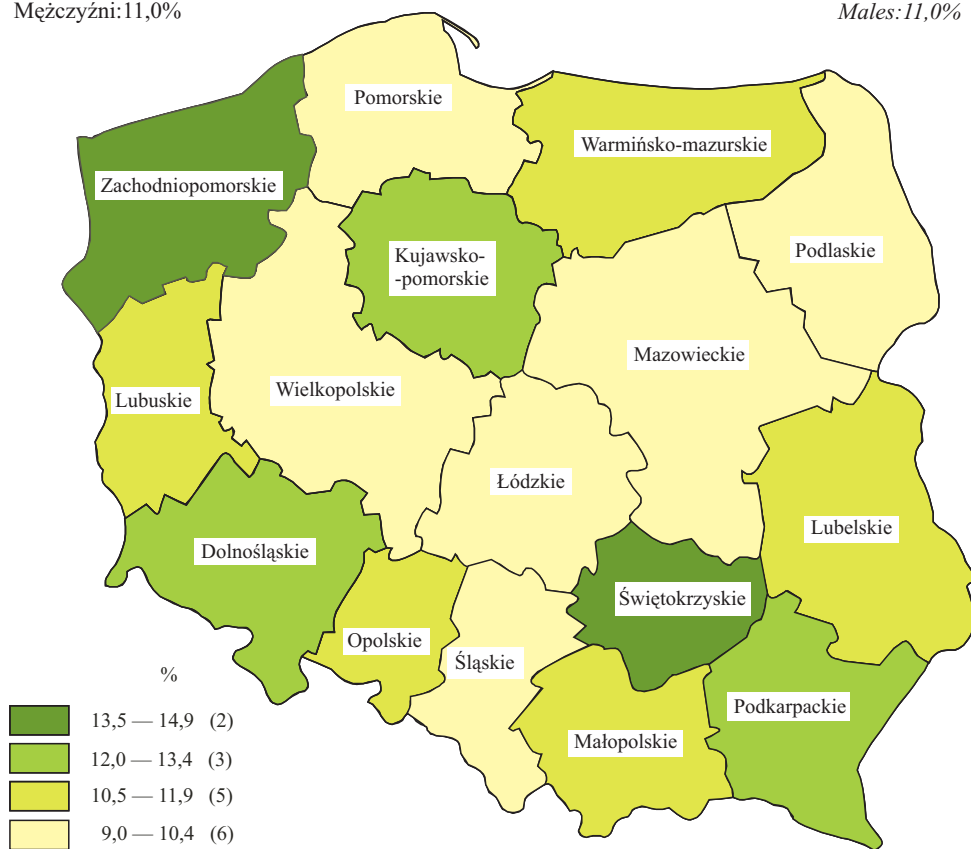 Mężczyźni:11,0%
Males:11,0%
Pomorskie
Warmińsko-mazurskie
Zachodniopomorskie
Kujawsko-
-pomorskie
Podlaskie
Mazowieckie
Wielkopolskie
Lubuskie
Łódzkie
Lubelskie
Dolnośląskie
Świętokrzyskie
Opolskie
Śląskie
Podkarpackie
Małopolskie
%
13,5 — 14,9 (2)
12,0 — 13,4 (3)
10,5 — 11,9 (5)
9,0 — 10,4 (6)